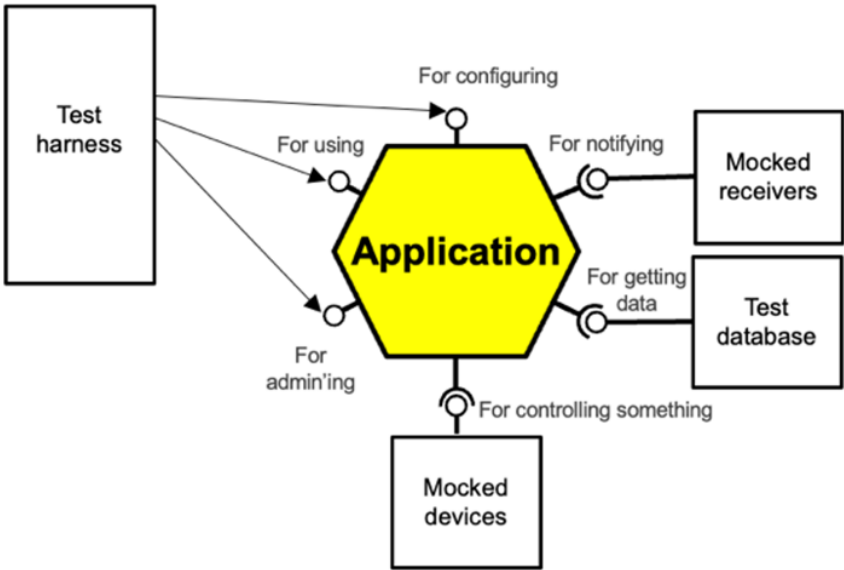 Test
harness
For configuring
For using
For notifying
Mocked
receivers
Application
For getting
data
Test
database
For
admin'ing
For controlling something
Mocked
devices